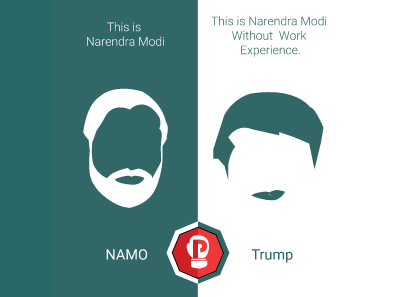 This is
Narendra Modi
This is Narendra Modi
Without Work
Experience.
NAMO
Trump
P